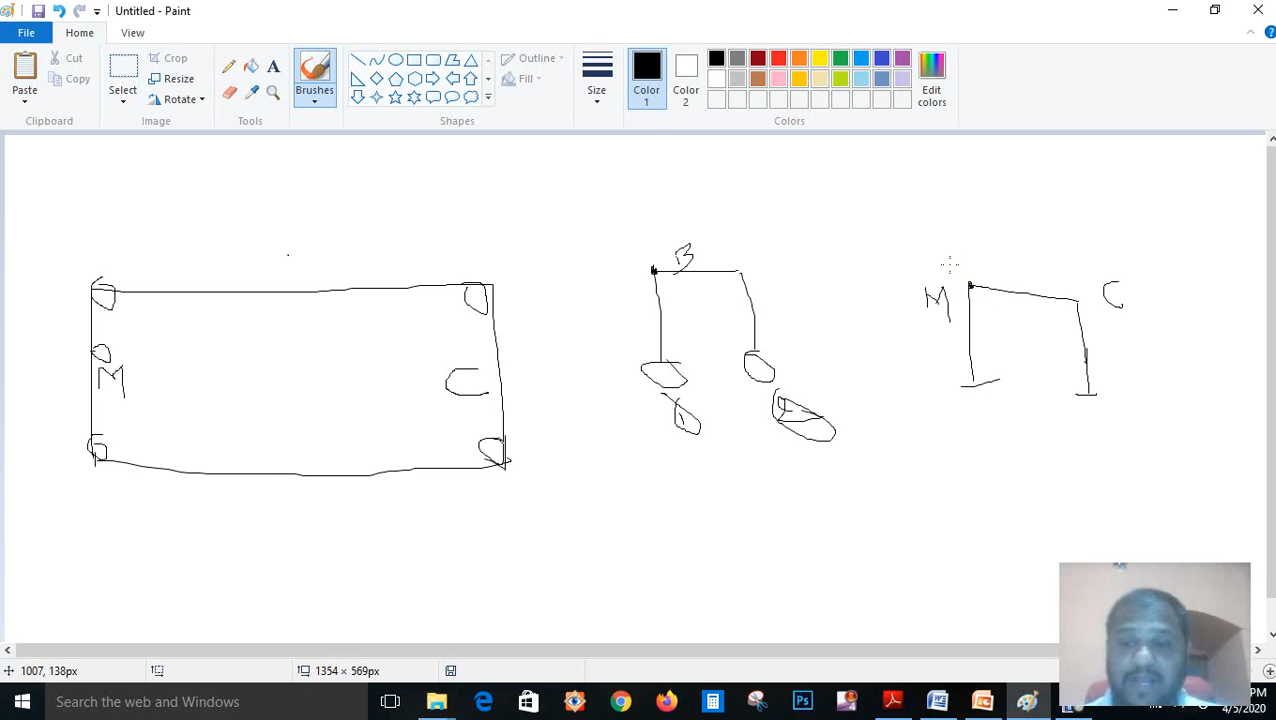 Untitled - Paint
File
Home
View
Paste
Cut
Copy
Clipboard
Select
Crop
Resize
Rotate
Image
Tools
Brushes
Shapes
Outline
Fill
Size
Color
1
Color
2
Colors
Edit
colors
B
M
C
M
C
1007, 138px
1354 × 569px
Search the web and Windows
PM
4/5/2020